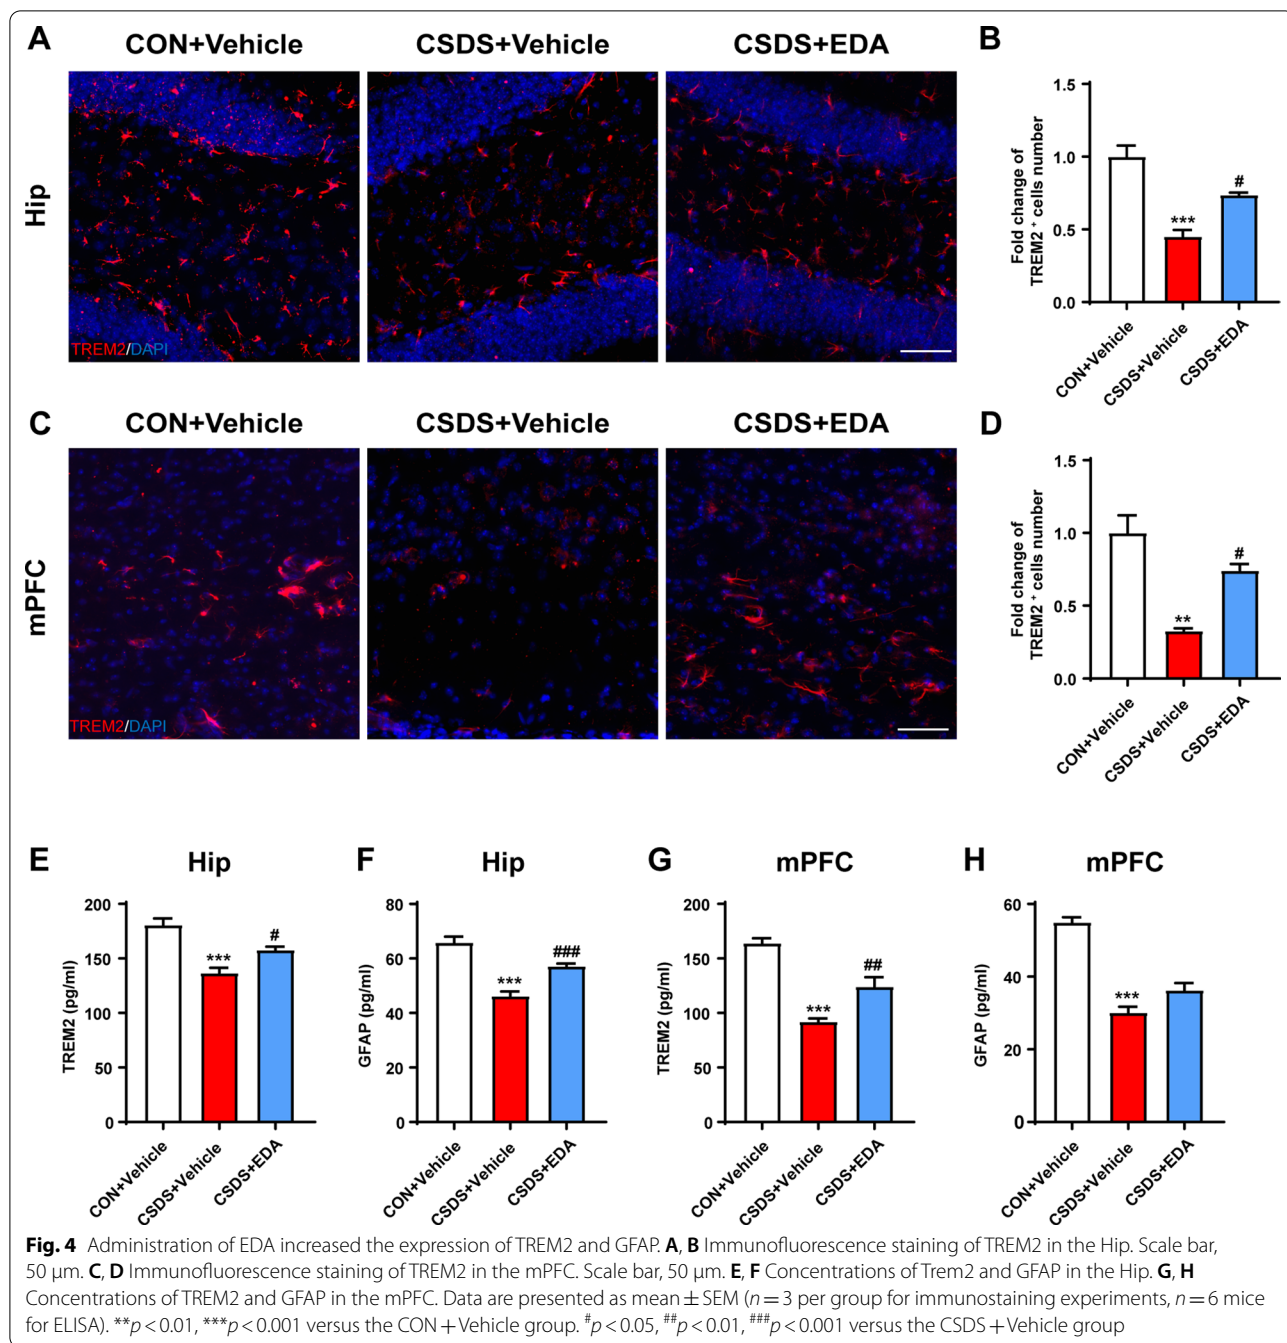 A
CON+Vehicle
CSDS+Vehicle
CSDS+EDA
Hip
TREM2/DAPI
B
Fold change of
TREM2 + cells number
1.5
1.0
0.5
0.0
***
#
CON+Vehicle
CSDS+Vehicle
CSDS+EDA
C
CON+Vehicle
CSDS+Vehicle
CSDS+EDA
mPFC
TREM2/DAPI
D
Fold change of
TREM2 + cells number
1.5
1.0
0.5
0.0
**
#
CON+Vehicle
CSDS+Vehicle
CSDS+EDA
E
Hip
TREM2 (pg/ml)
200
150
100
50
0
***
#
CON+Vehicle
CSDS+Vehicle
CSDS+EDA
F
Hip
GFAP (pg/ml)
80
60
40
20
0
***
###
CON+Vehicle
CSDS+Vehicle
CSDS+EDA
G
mPFC
TREM2 (pg/ml)
200
150
100
50
0
***
##
CON+Vehicle
CSDS+Vehicle
CSDS+EDA
H
mPFC
GFAP (pg/ml)
60
40
20
0
***
CON+Vehicle
CSDS+Vehicle
CSDS+EDA
Fig. 4 Administration of EDA increased the expression of TREM2 and GFAP. A, B Immunofluorescence staining of TREM2 in the Hip. Scale bar,
50 μm. C, D Immunofluorescence staining of TREM2 in the mPFC. Scale bar, 50 μm. E, F Concentrations of Trem2 and GFAP in the Hip. G, H
Concentrations of TREM2 and GFAP in the mPFC. Data are presented as mean ± SEM (n = 3 per group for immunostaining experiments, n = 6 mice
for ELISA). **p < 0.01, ***p < 0.001 versus the CON + Vehicle group. #p < 0.05, ##p < 0.01, ###p < 0.001 versus the CSDS + Vehicle group